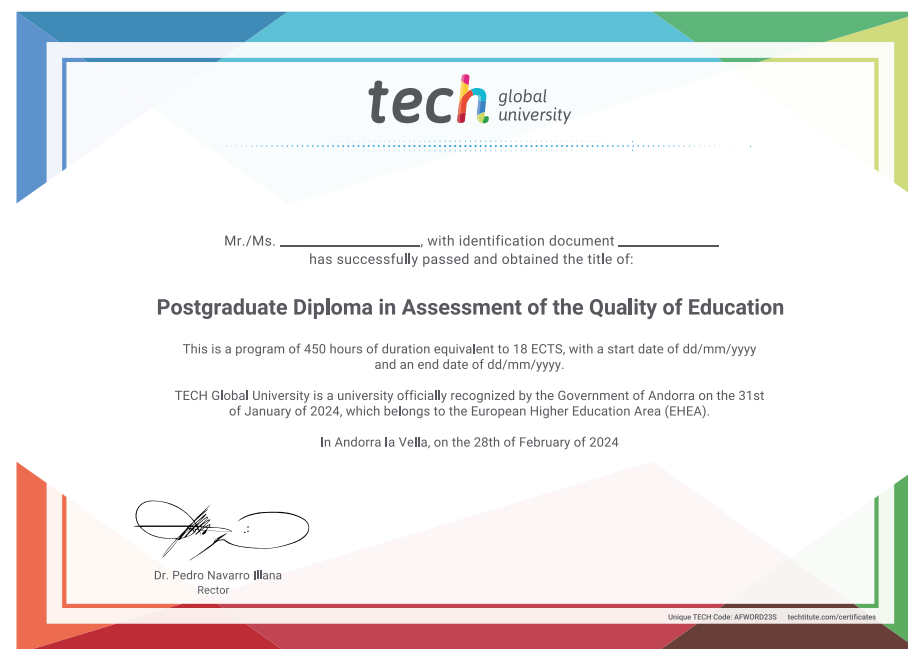 tech global
university
Mr./Ms. ____________________, with identification document ______________
has successfully passed and obtained the title of:
Postgraduate Diploma in Assessment of the Quality of Education
This is a program of 450 hours of duration equivalent to 18 ECTS, with a start date of dd/mm/yyyy
and an end date of dd/mm/yyyy.
TECH Global University is a university officially recognized by the Government of Andorra on the 31st
of January of 2024, which belongs to the European Higher Education Area (EHEA).
In Andorra la Vella, on the 28th of February of 2024
Dr. Pedro Navarro Illana
Rector
Unique TECH Code: AFWORD23S techtitute.com/certificates